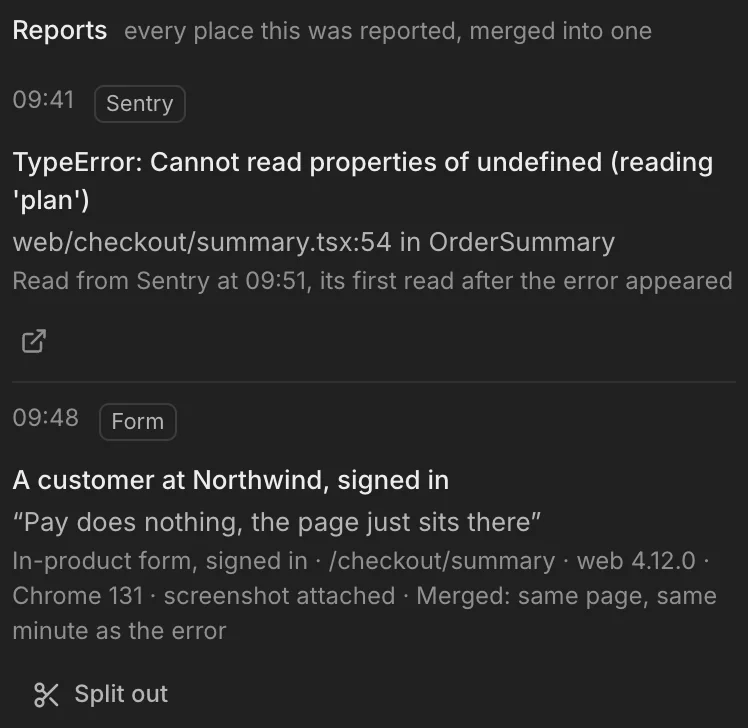 Reports every place this was reported, merged into one
09:41 Sentry
TypeError: Cannot read properties of undefined (reading
'plan')
web/checkout/summary.tsx:54 in OrderSummary
Read from Sentry at 09:51, its first read after the error appeared
09:48 Form
A customer at Northwind, signed in
“Pay does nothing, the page just sits there”
In-product form, signed in · /checkout/summary · web 4.12.0 ·
Chrome 131 · screenshot attached · Merged: same page, same
minute as the error
Split out